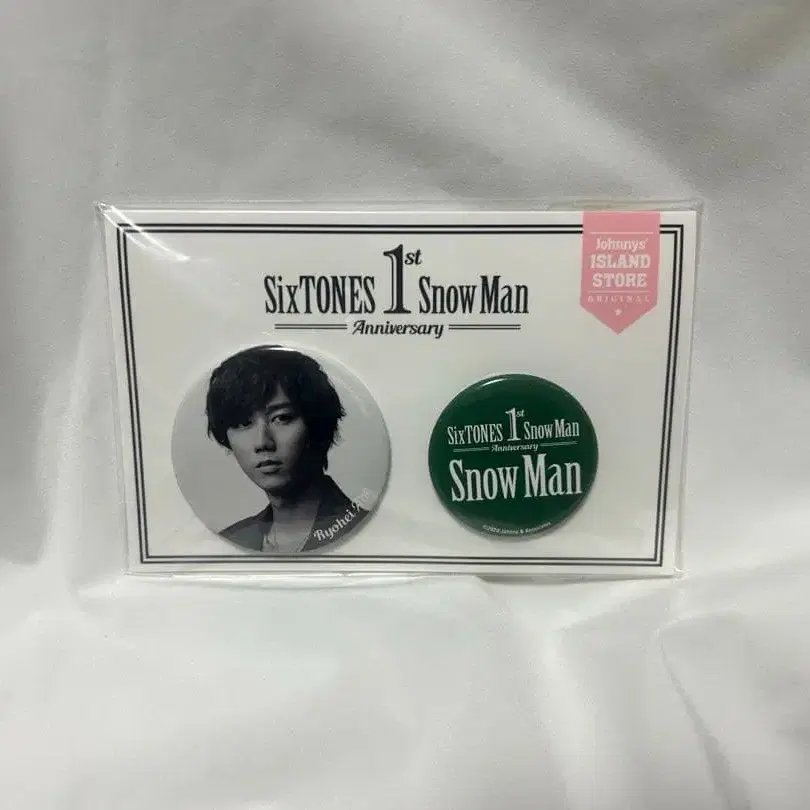 1st
SixTONES Snow Man
Anniversary
Johnnys'
ISLAND
STORE
ORIGINAL
Ryohei Abe
SixTONES 1st Snow Man
Anniversary
Snow Man